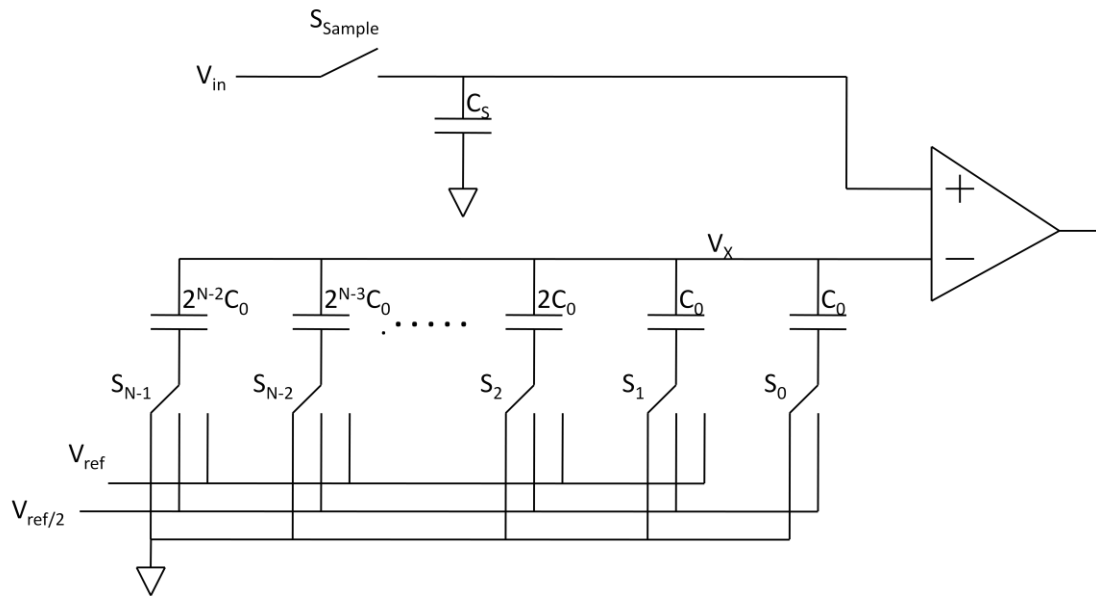 S_Sample
V_in
C_S
+
V_X
−
2^{N-2}C_0
2^{N-3}C_0
......
2C_0
C_0
C_0
S_{N-1}
S_{N-2}
S_2
S_1
S_0
V_ref
V_ref/2